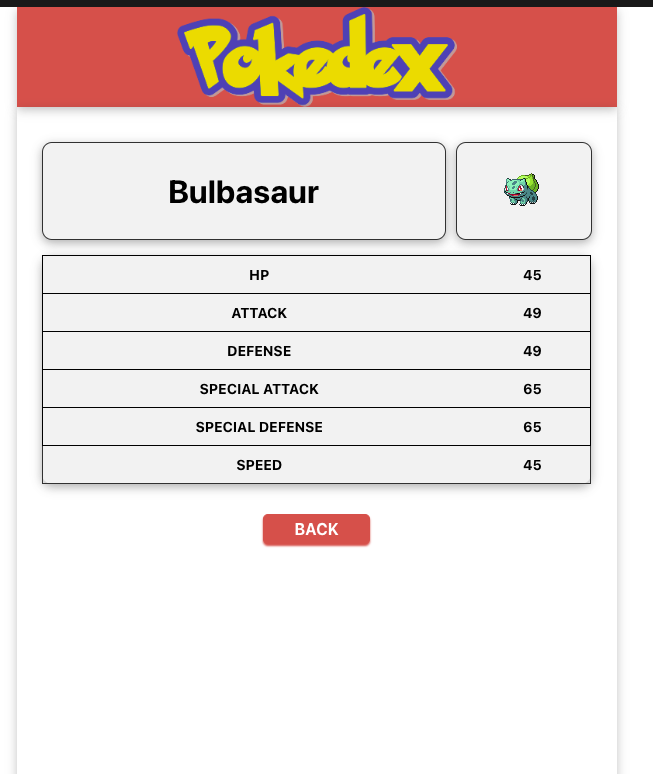 Pokedex
Bulbasaur
HP 45
ATTACK 49
DEFENSE 49
SPECIAL ATTACK 65
SPECIAL DEFENSE 65
SPEED 45
BACK